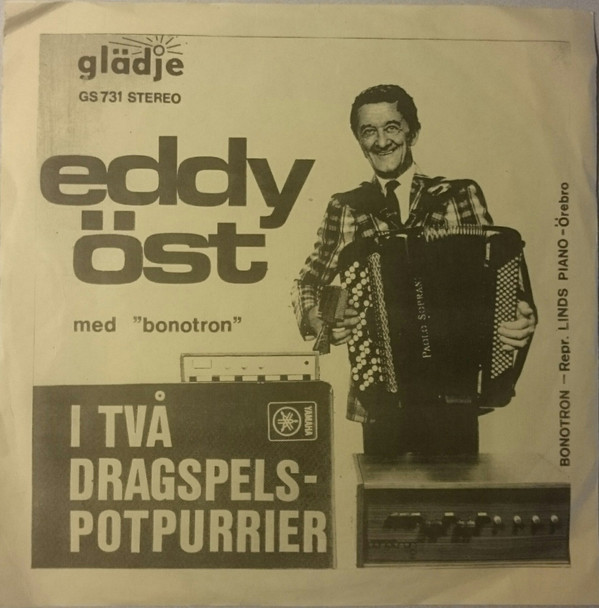 glädje
GS 731 STEREO
eddy
öst
med "bonotron"
I TVÅ
DRAGSPELS-
POTPURRIER
YAMAHA
PAOLO SOPRANI
BONOTRON – Repr. LINDS PIANO - Örebro